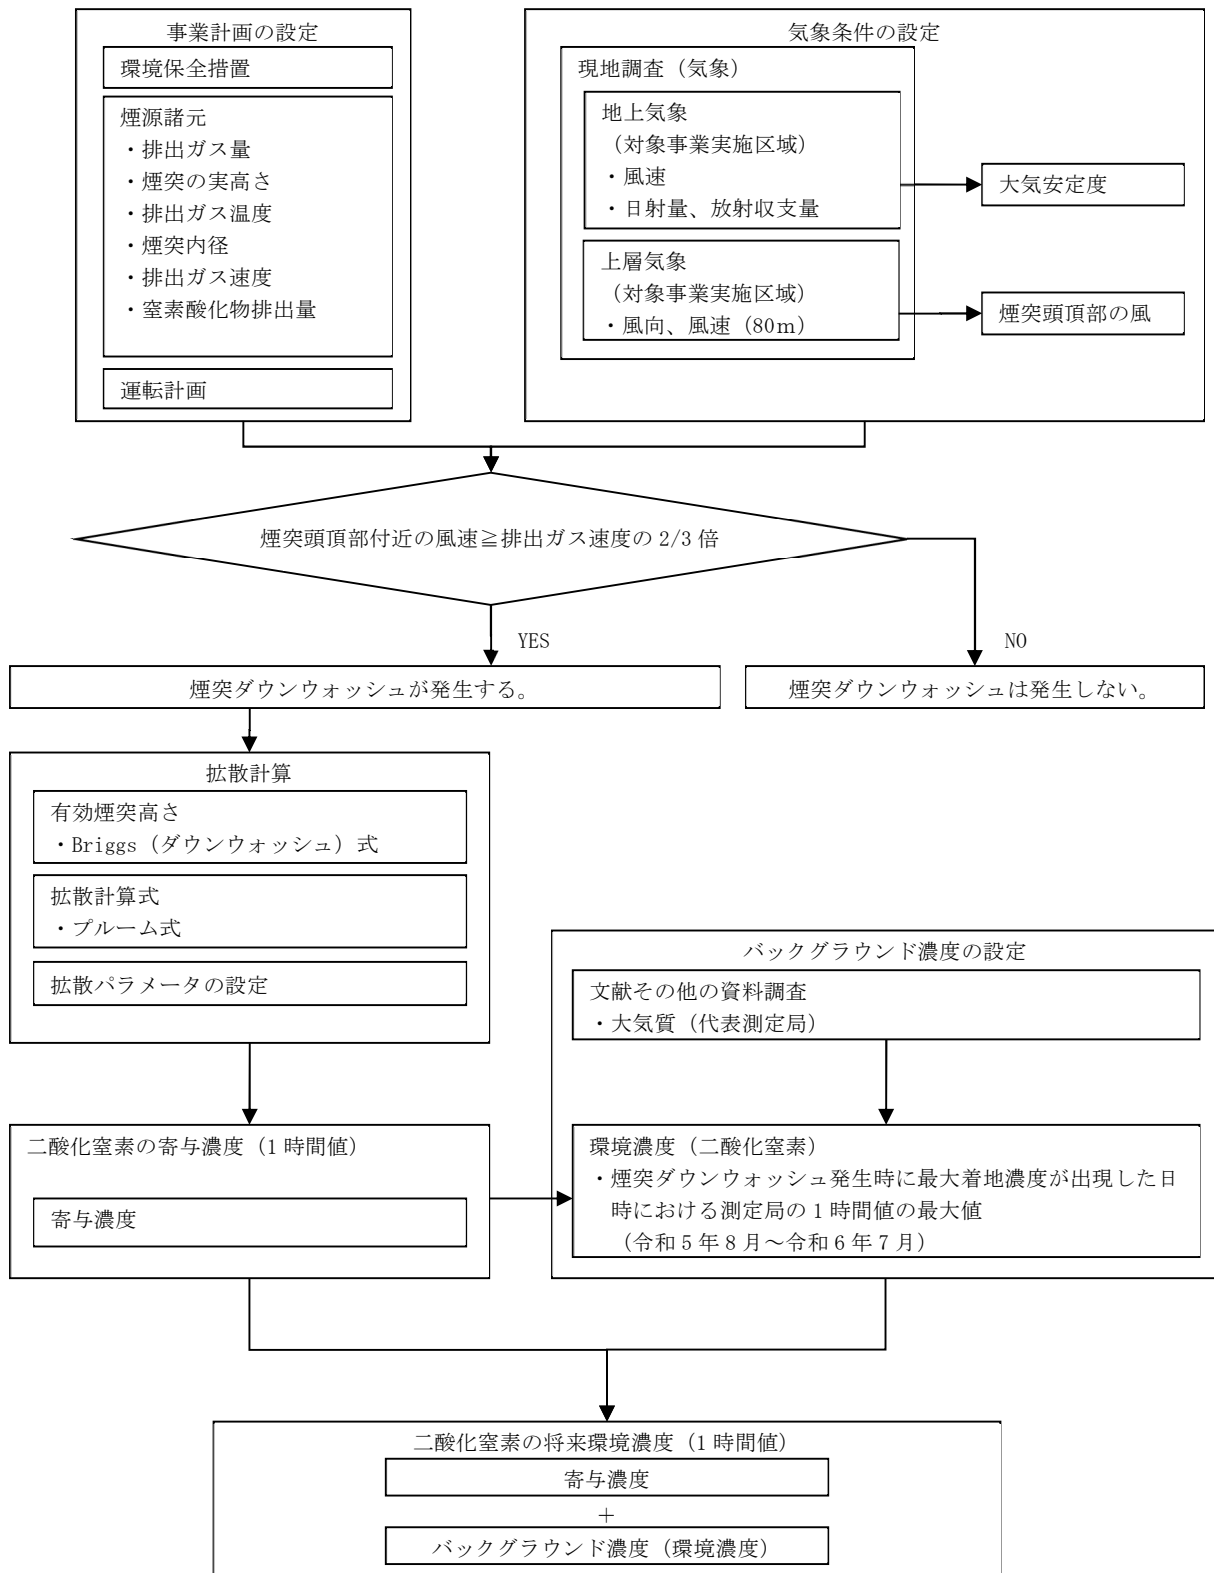 事業計画の設定
環境保全措置
煙源諸元
・排出ガス量
・煙突の実高さ
・排出ガス温度
・煙突内径
・排出ガス速度
・窒素酸化物排出量
運転計画
気象条件の設定
現地調査(気象)
地上気象
(対象事業実施区域)
・風速
・日射量、放射収支量
大気安定度
上層気象
(対象事業実施区域)
・風向、風速(80m)
煙突頭頂部の風
煙突頭頂部付近の風速≧排出ガス速度の 2/3 倍
YES
NO
煙突ダウンウォッシュが発生する。
煙突ダウンウォッシュは発生しない。
拡散計算
有効煙突高さ
・Briggs(ダウンウォッシュ)式
拡散計算式
・プルーム式
拡散パラメータの設定
バックグラウンド濃度の設定
文献その他の資料調査
・大気質(代表測定局)
二酸化窒素の寄与濃度(1時間値)
寄与濃度
環境濃度(二酸化窒素)
・煙突ダウンウォッシュ発生時に最大着地濃度が出現した日
時における測定局の1時間値の最大値
(令和5年8月~令和6年7月)
二酸化窒素の将来環境濃度(1時間値)
寄与濃度
+
バックグラウンド濃度(環境濃度)